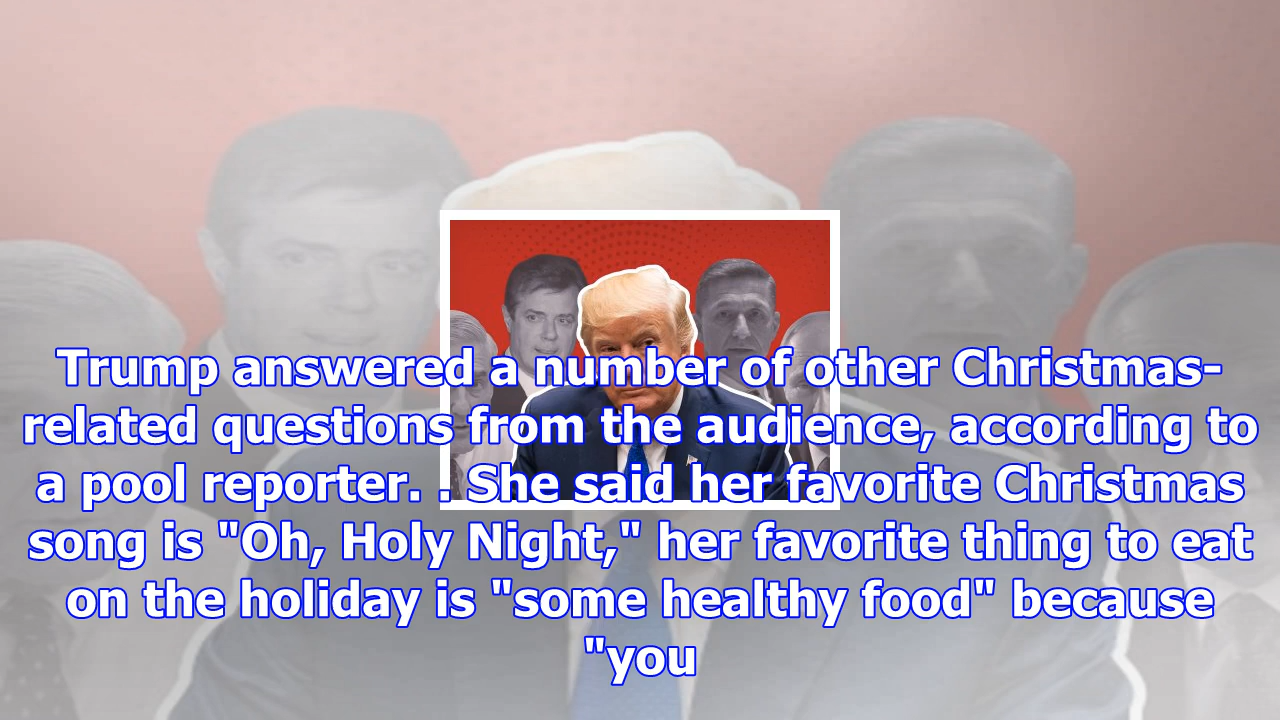 Trump answered a number of other Christmas-
related questions from the audience, according to
a pool reporter. . She said her favorite Christmas
song is "Oh, Holy Night," her favorite thing to eat
on the holiday is "some healthy food" because
"you